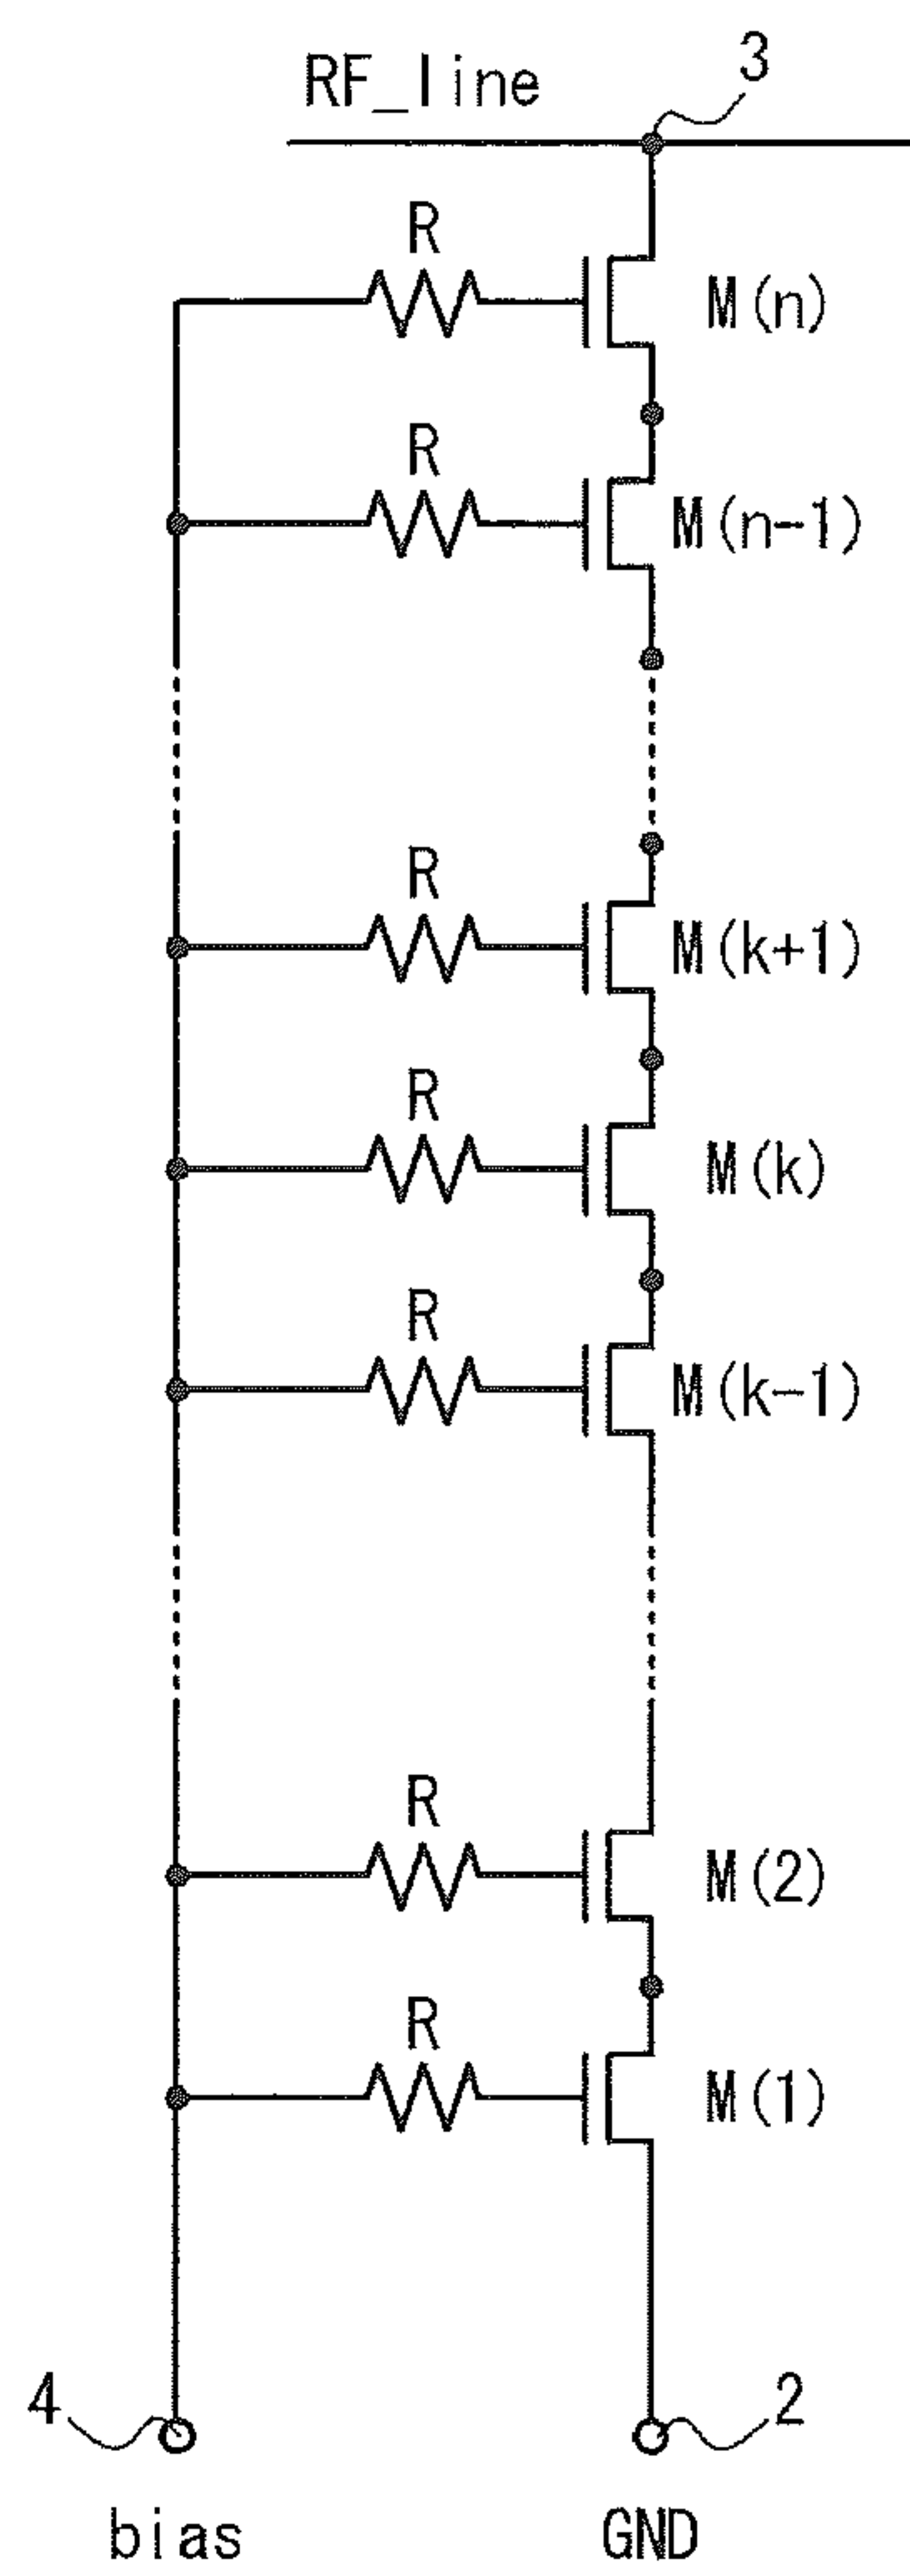 3
RF_line
R
M(n)
R
M(n-1)
R
M(k+1)
R
M(k)
R
M(k-1)
R
M(2)
R
M(1)
4
2
bias
GND